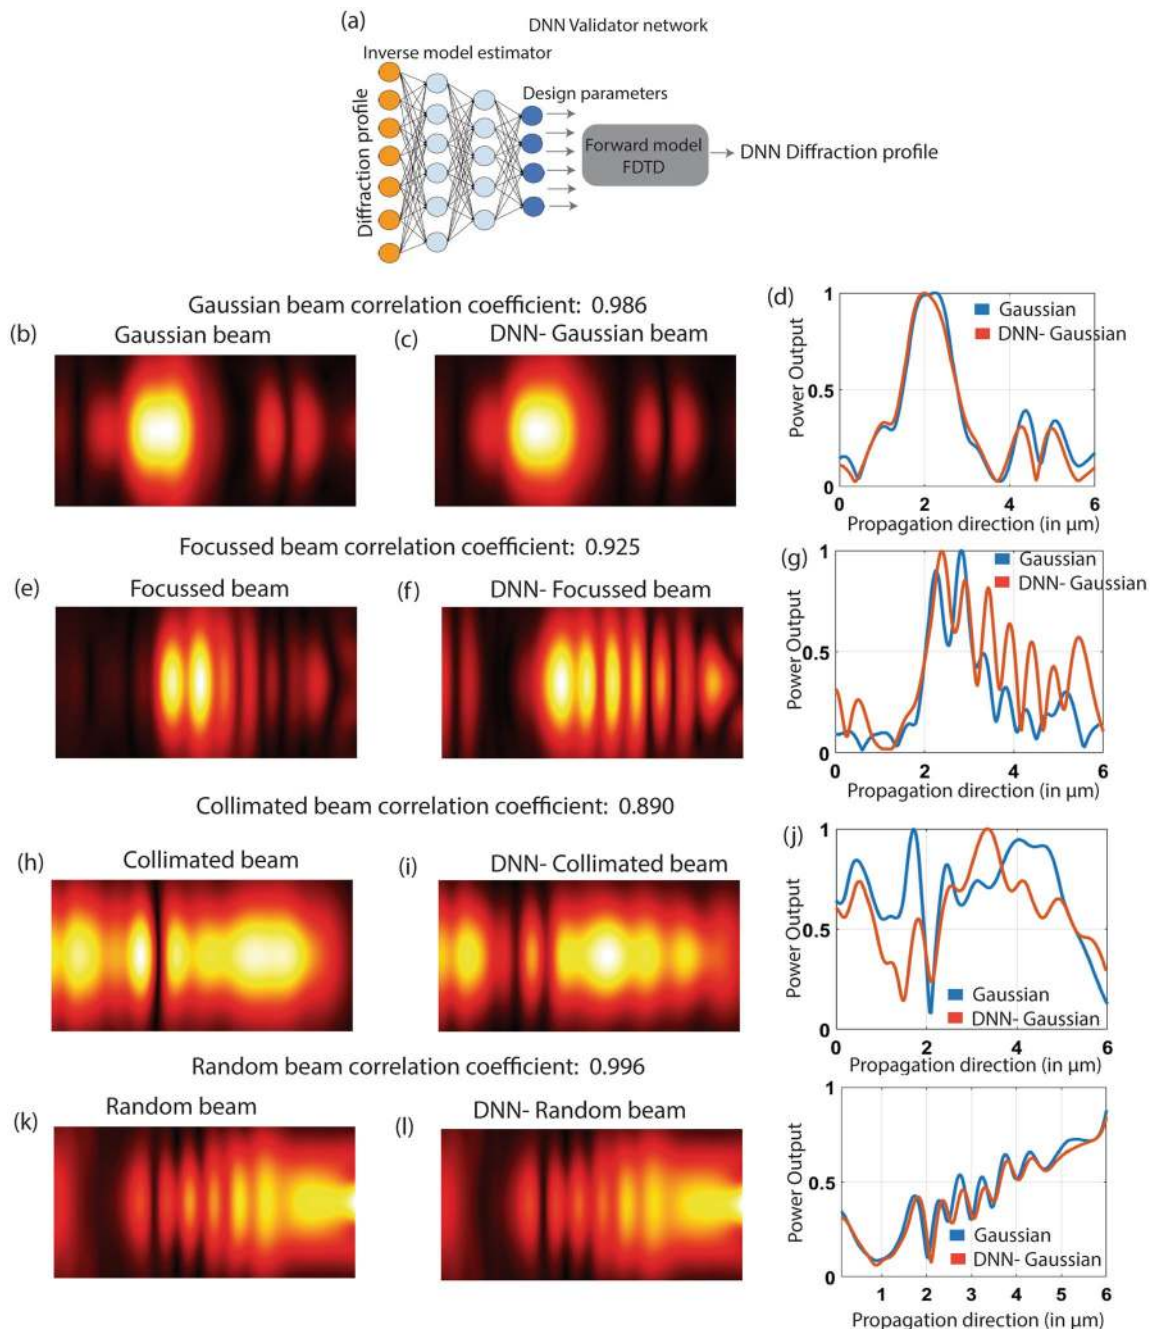 (a)
DNN Validator network
Inverse model estimator
Diffraction profile
Design parameters
Forward model
FDTD
DNN Diffraction profile
Gaussian beam correlation coefficient: 0.986
(b)
Gaussian beam
(c)
DNN- Gaussian beam
(d)
1
0.5
0
Power Output
Gaussian
DNN- Gaussian
0 2 4 6
Propagation direction (in μm)
Focussed beam correlation coefficient: 0.925
(e)
Focussed beam
(f)
DNN- Focussed beam
(g)
1
0.5
0
Power Output
Gaussian
DNN- Gaussian
0 2 4 6
Propagation direction (in μm)
Collimated beam correlation coefficient: 0.890
(h)
Collimated beam
(i)
DNN- Collimated beam
(j)
1
0.5
0
Power Output
Gaussian
DNN- Gaussian
0 2 4 6
Propagation direction (in μm)
Random beam correlation coefficient: 0.996
(k)
Random beam
(l)
DNN- Random beam
1
0.5
0
Power Output
Gaussian
DNN- Gaussian
1 2 3 4 5 6
Propagation direction (in μm)